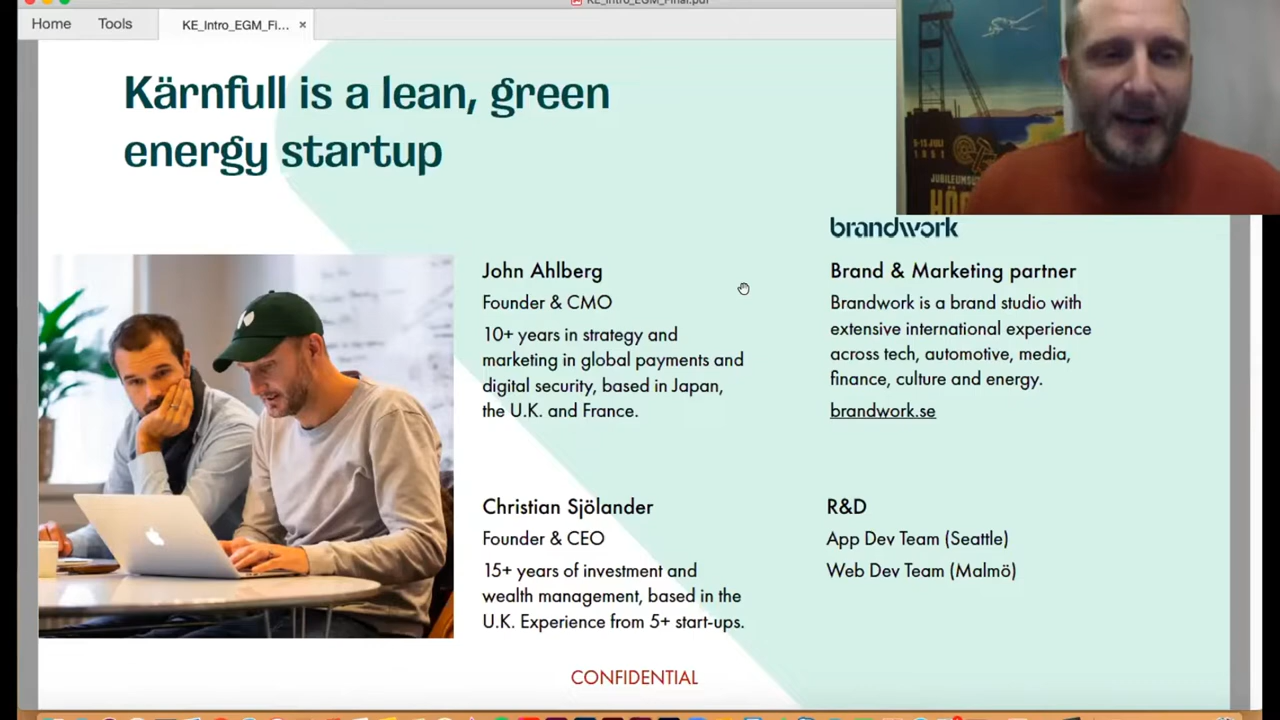 KE_Intro_EGM_Final.pdf
Home
Tools
KE_Intro_EGM_Fi...
Kärnfull is a lean, green
energy startup
5-15 JULI
1951
brandwork
John Ahlberg
Founder & CMO
10+ years in strategy and
marketing in global payments and
digital security, based in Japan,
the U.K. and France.
Brand & Marketing partner
Brandwork is a brand studio with
extensive international experience
across tech, automotive, media,
finance, culture and energy.
brandwork.se
Christian Sjölander
Founder & CEO
15+ years of investment and
wealth management, based in the
U.K. Experience from 5+ start-ups.
R&D
App Dev Team (Seattle)
Web Dev Team (Malmö)
CONFIDENTIAL